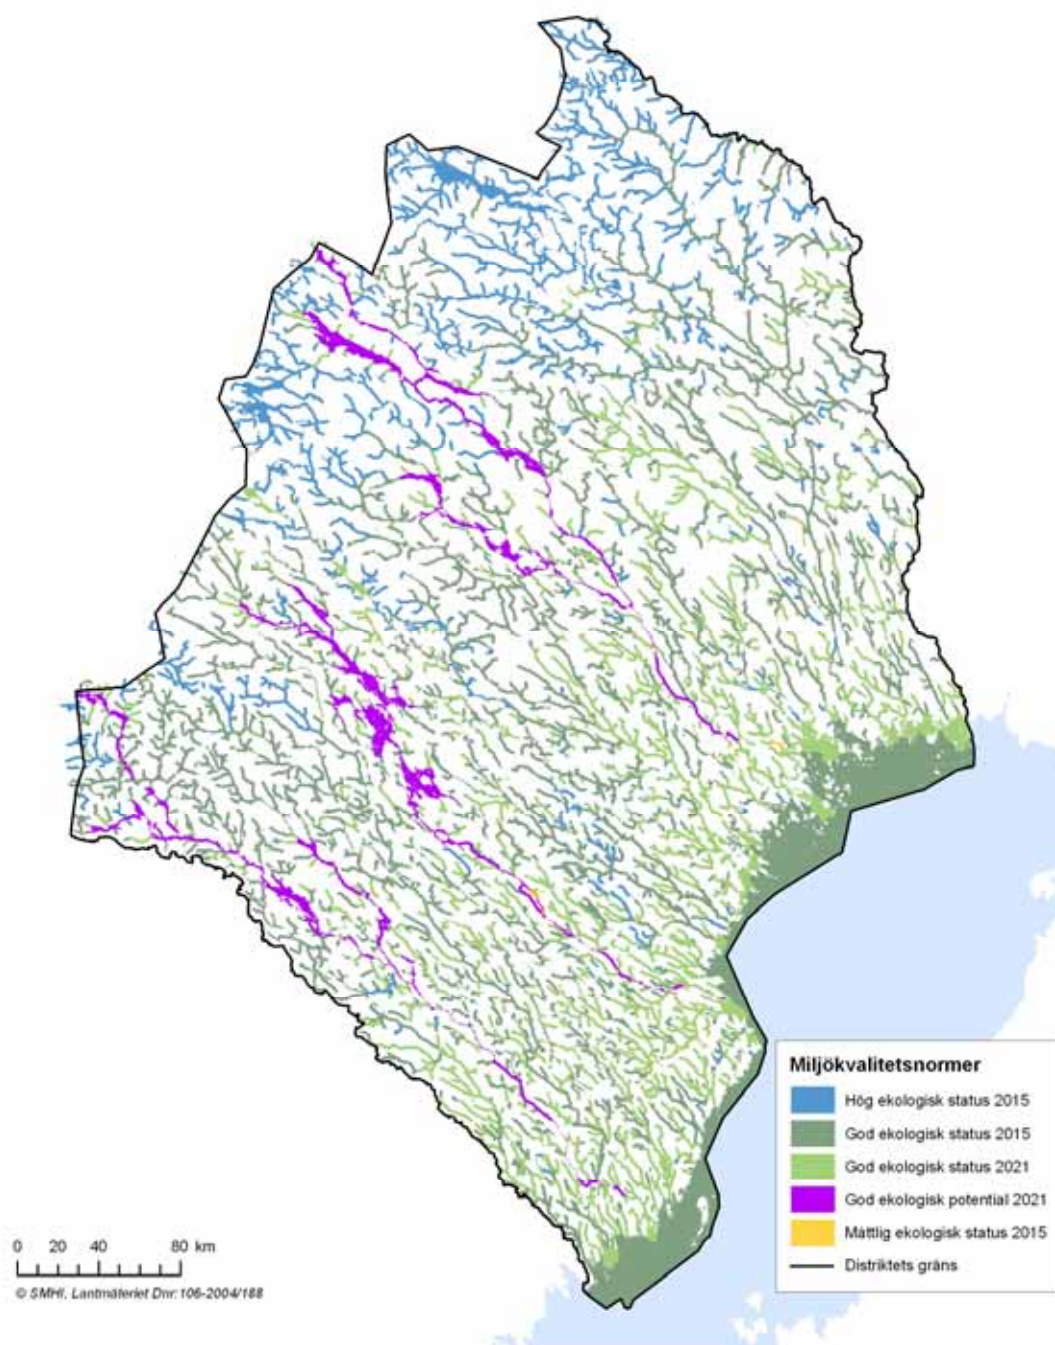 Miljökvalitetsnormer
Hög ekologisk status 2015
God ekologisk status 2015
God ekologisk status 2021
God ekologisk potential 2021
Måttlig ekologisk status 2015
Distriktets gräns
0 20 40 80 km
© SMHI, Lantmäteriet Dnr:106-2004/188